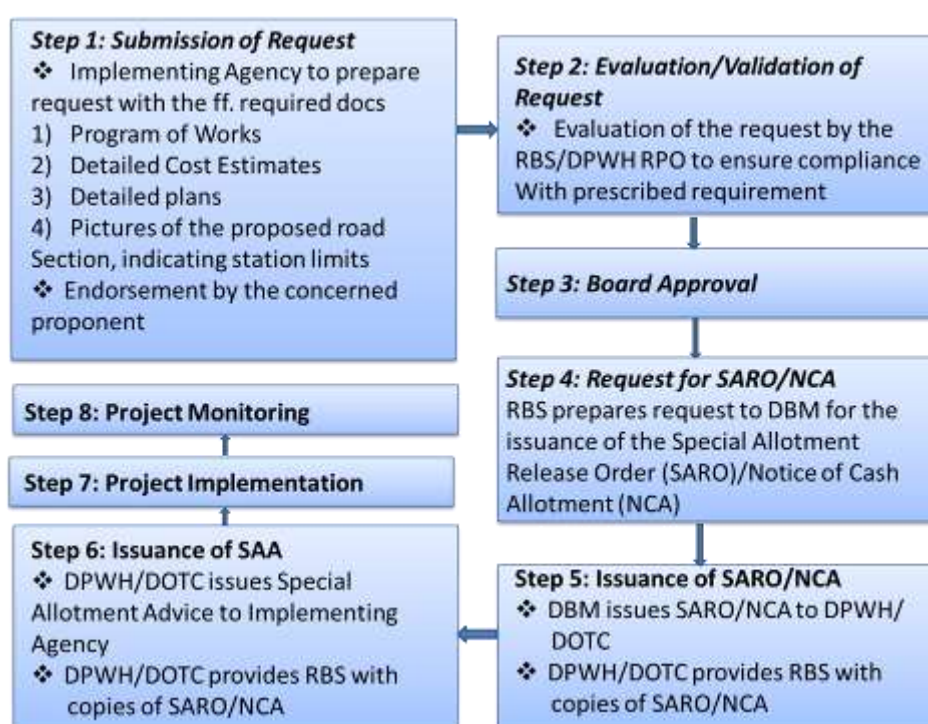 Step 1: Submission of Request
❖ Implementing Agency to prepare
request with the ff. required docs
1) Program of Works
2) Detailed Cost Estimates
3) Detailed plans
4) Pictures of the proposed road
Section, indicating station limits
❖ Endorsement by the concerned
proponent
Step 2: Evaluation/Validation of
Request
❖ Evaluation of the request by the
RBS/DPWH RPO to ensure compliance
With prescribed requirement
Step 3: Board Approval
Step 4: Request for SARO/NCA
RBS prepares request to DBM for the
issuance of the Special Allotment
Release Order (SARO)/Notice of Cash
Allotment (NCA)
Step 5: Issuance of SARO/NCA
❖ DBM issues SARO/NCA to DPWH/
DOTC
❖ DPWH/DOTC provides RBS with
copies of SARO/NCA
Step 6: Issuance of SAA
❖ DPWH/DOTC issues Special
Allotment Advice to Implementing
Agency
❖ DPWH/DOTC provides RBS with
copies of SARO/NCA
Step 7: Project Implementation
Step 8: Project Monitoring